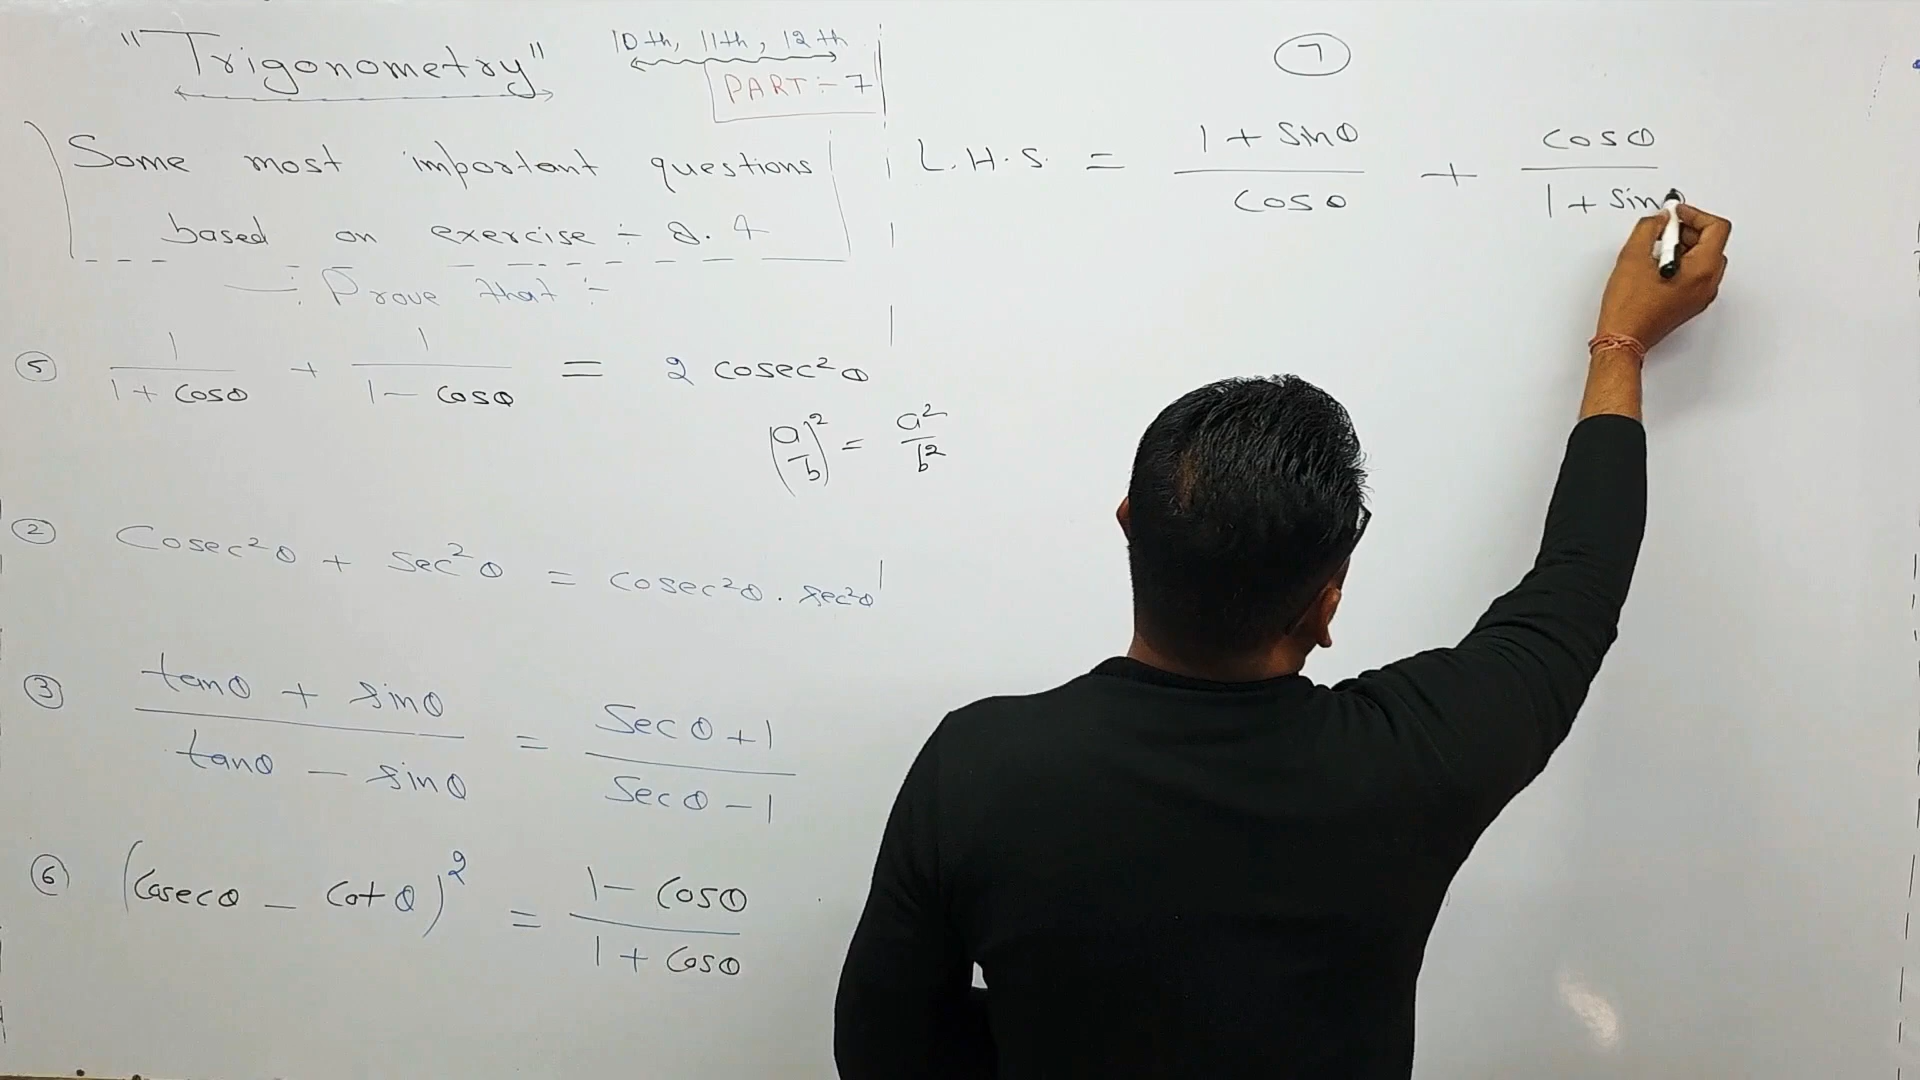 "Trigonometry"
10th, 11th, 12th
PART:- 7
Some most important questions
based on exercise ÷ 8.4
—: Prove that :-
⑤ 1/(1 + cosθ) + 1/(1 - cosθ) = 2 cosec²θ
(a/b)² = a²/b²
② Cosec²θ + sec²θ = cosec²θ . sec²θ
③ (tanθ + sinθ)/(tanθ - sinθ) = (Secθ + 1)/(Secθ - 1)
⑥ (Cosecθ - Cotθ)² = (1 - Cosθ)/(1 + Cosθ)
⑦
L.H.S. = (1 + Sinθ)/Cosθ + Cosθ/(1 + Sinθ)